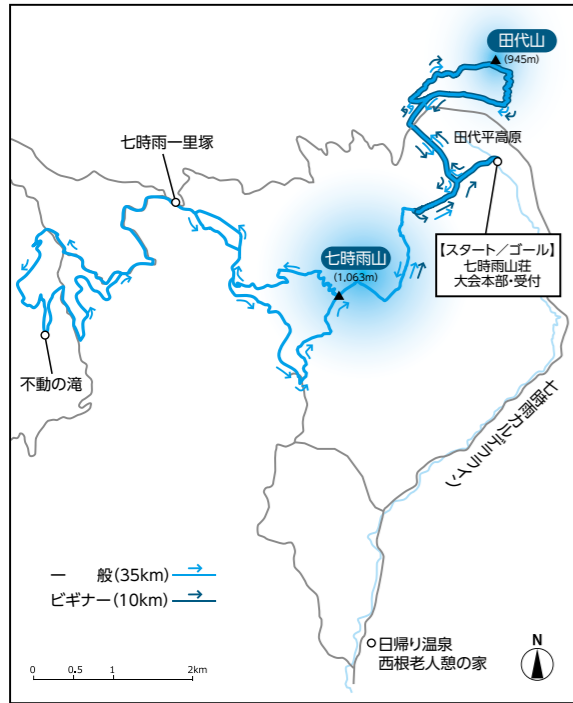 田代山
(945m)
田代平高原
七時雨一里塚
【スタート／ゴール】
七時雨山荘
大会本部・受付
七時雨山
(1,063m)
不動の滝
七時雨カルデラライン
一　般(35km)
ビギナー(10km)
0 0.5 1 2km
日帰り温泉
西根老人憩の家
N